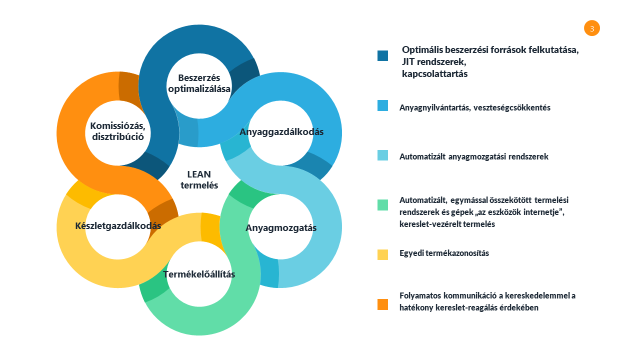 3
Beszerzés
optimalizálása
Anyaggazdálkodás
Komissiózás,
disztribúció
LEAN
termelés
Készletgazdálkodás
Anyagmozgatás
Termékelőállítás
Optimális beszerzési források felkutatása,
JIT rendszerek,
kapcsolattartás
Anyagnyilvántartás, veszteségcsökkentés
Automatizált anyagmozgatási rendszerek
Automatizált, egymással összekötött termelési
rendszerek és gépek „az eszközök internetje”,
kereslet-vezérelt termelés
Egyedi termékazonosítás
Folyamatos kommunikáció a kereskedelemmel a
hatékony kereslet-reagálás érdekében